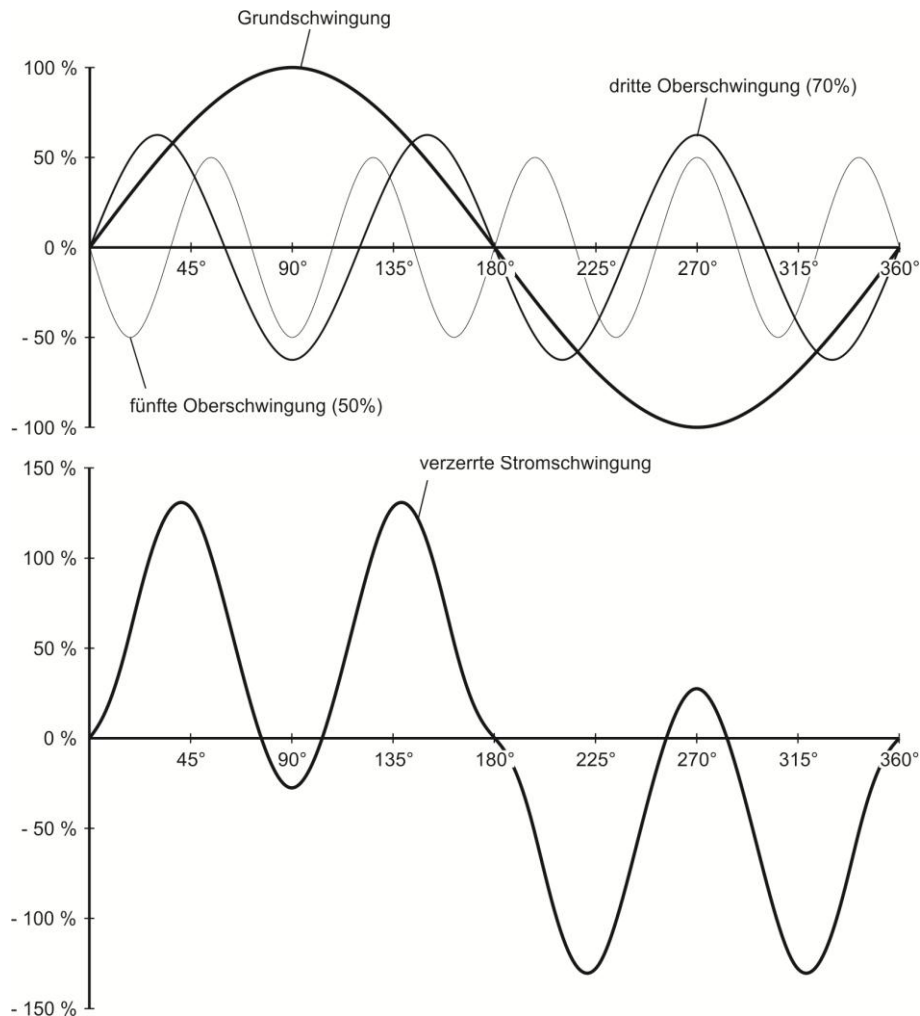 Grundschwingung
100 %
dritte Oberschwingung (70%)
50 %
0 %
45° 90° 135° 180° 225° 270° 315° 360°
- 50 %
fünfte Oberschwingung (50%)
- 100 %
150 %
verzerrte Stromschwingung
100 %
50 %
0 %
45° 90° 135° 180° 225° 270° 315° 360°
- 50 %
- 100 %
- 150 %